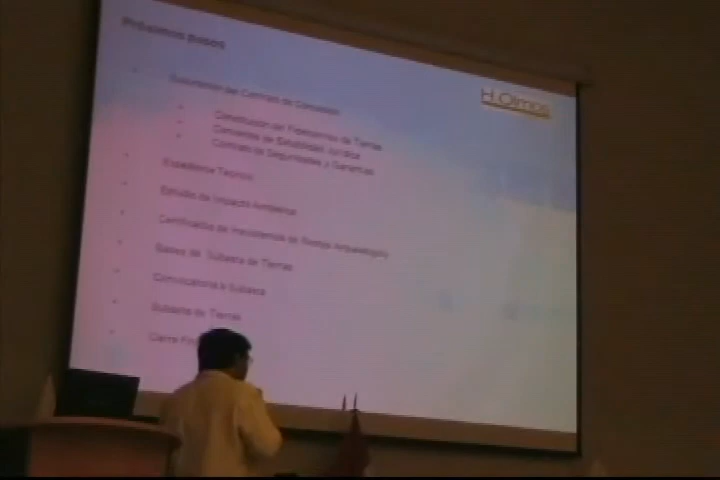 Próximos pasos
H.Olmos
Suscripción del Contrato de Concesión
Constitución del Fideicomiso de Tierras
Convenios de Estabilidad Jurídica
Contrato de Seguridades y Garantías
Expediente Técnico
Estudio de Impacto Ambiental
Certificados de Inexistencia de Restos Arqueológicos
Bases de Subasta de Tierras
Convocatoria a Subasta
Subasta de Tierras
Cierre